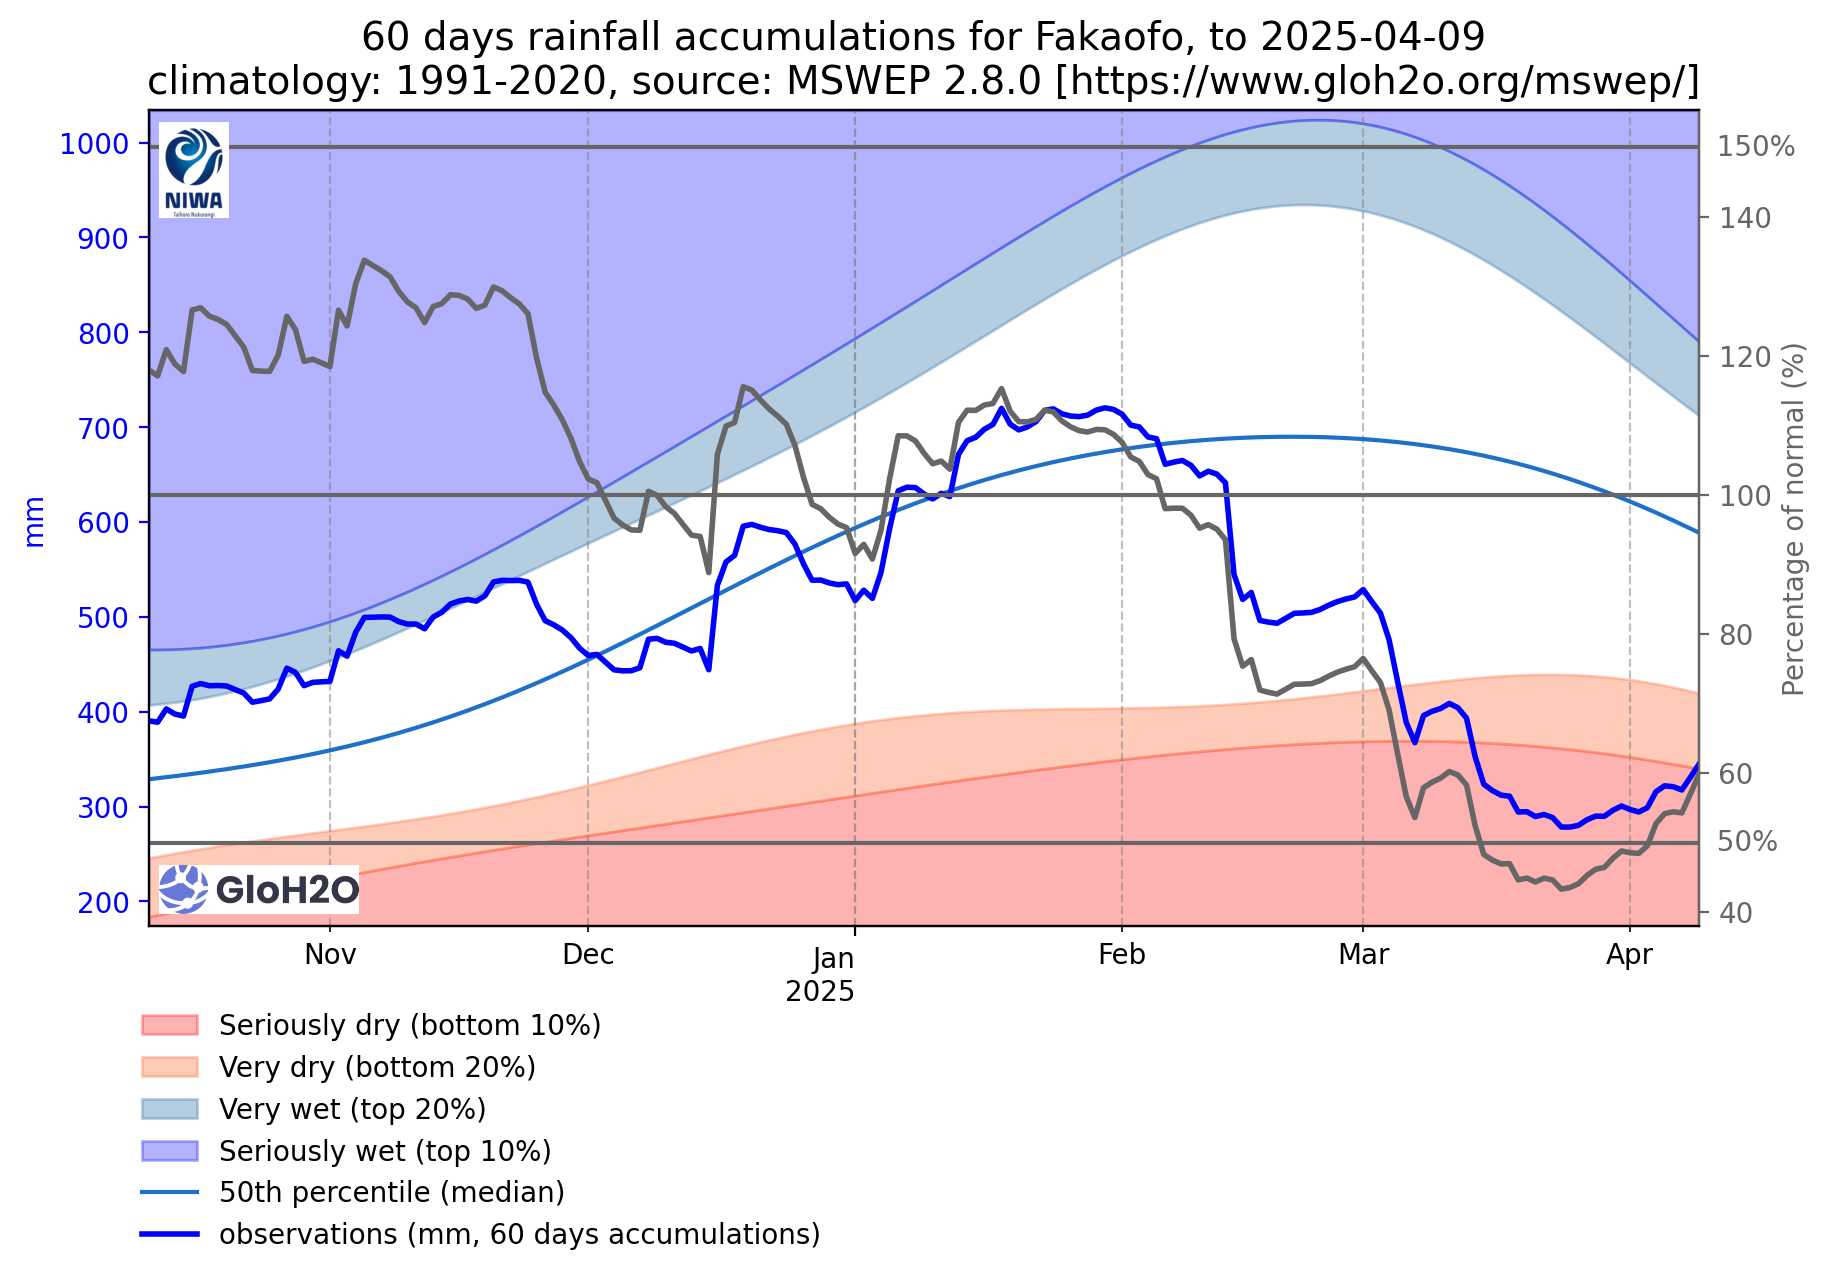 60 days rainfall accumulations for Fakaofo, to 2025-04-09
climatology: 1991-2020, source: MSWEP 2.8.0 [https://www.gloh2o.org/mswep/]
1000
900
800
700
600
500
400
300
200
mm
NIWA
Taihoro Nukurangi
GloH2O
150%
140
120
100
80
60
50%
40
Percentage of normal (%)
Nov
Dec
Jan
2025
Feb
Mar
Apr
Seriously dry (bottom 10%)
Very dry (bottom 20%)
Very wet (top 20%)
Seriously wet (top 10%)
50th percentile (median)
observations (mm, 60 days accumulations)